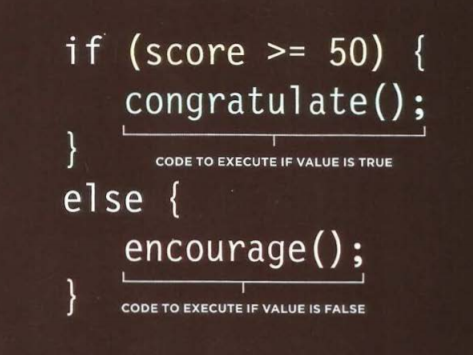 if (score >= 50) {
congratulate();
CODE TO EXECUTE IF VALUE IS TRUE
}
else {
encourage();
CODE TO EXECUTE IF VALUE IS FALSE
}